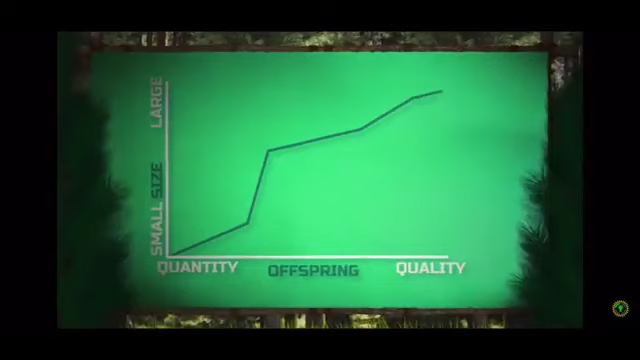 LARGE
SIZE
SMALL
QUANTITY OFFSPRING QUALITY